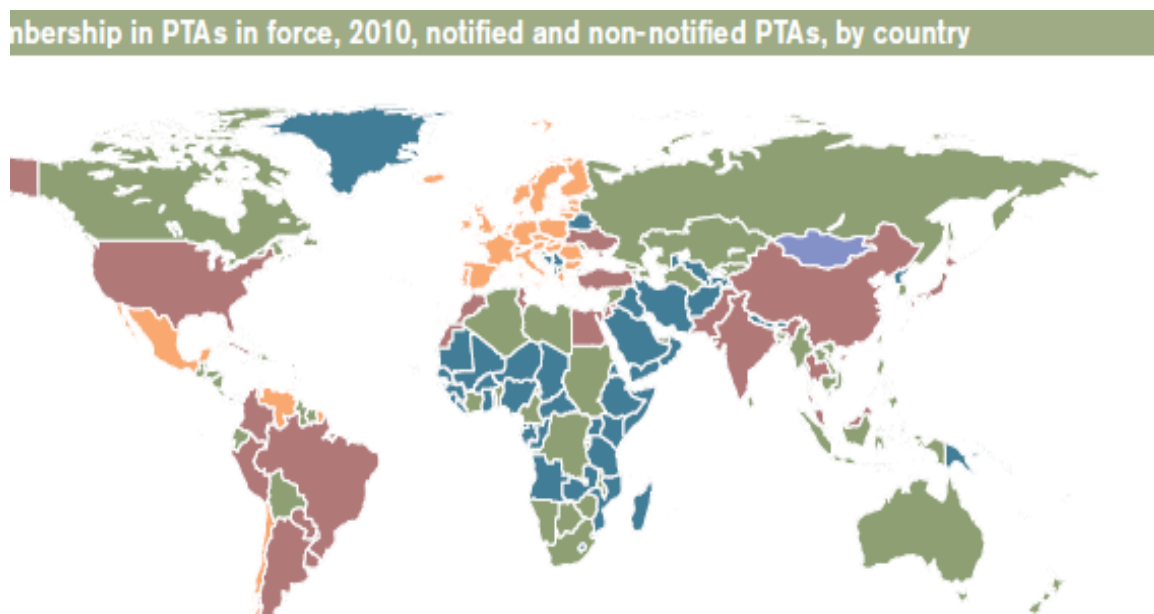 nbership in PTAs in force, 2010, notified and non-notified PTAs, by country